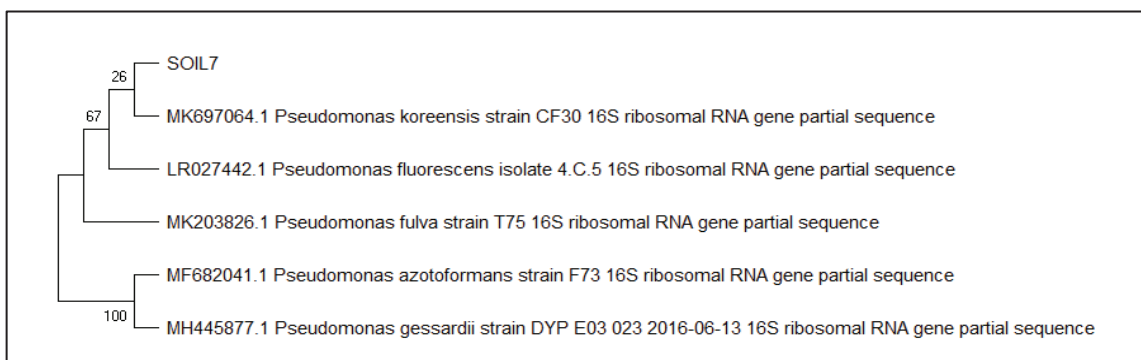 SOIL7
26
MK697064.1 Pseudomonas koreensis strain CF30 16S ribosomal RNA gene partial sequence
67
LR027442.1 Pseudomonas fluorescens isolate 4.C.5 16S ribosomal RNA gene partial sequence
MK203826.1 Pseudomonas fulva strain T75 16S ribosomal RNA gene partial sequence
MF682041.1 Pseudomonas azotoformans strain F73 16S ribosomal RNA gene partial sequence
100
MH445877.1 Pseudomonas gessardii strain DYP E03 023 2016-06-13 16S ribosomal RNA gene partial sequence